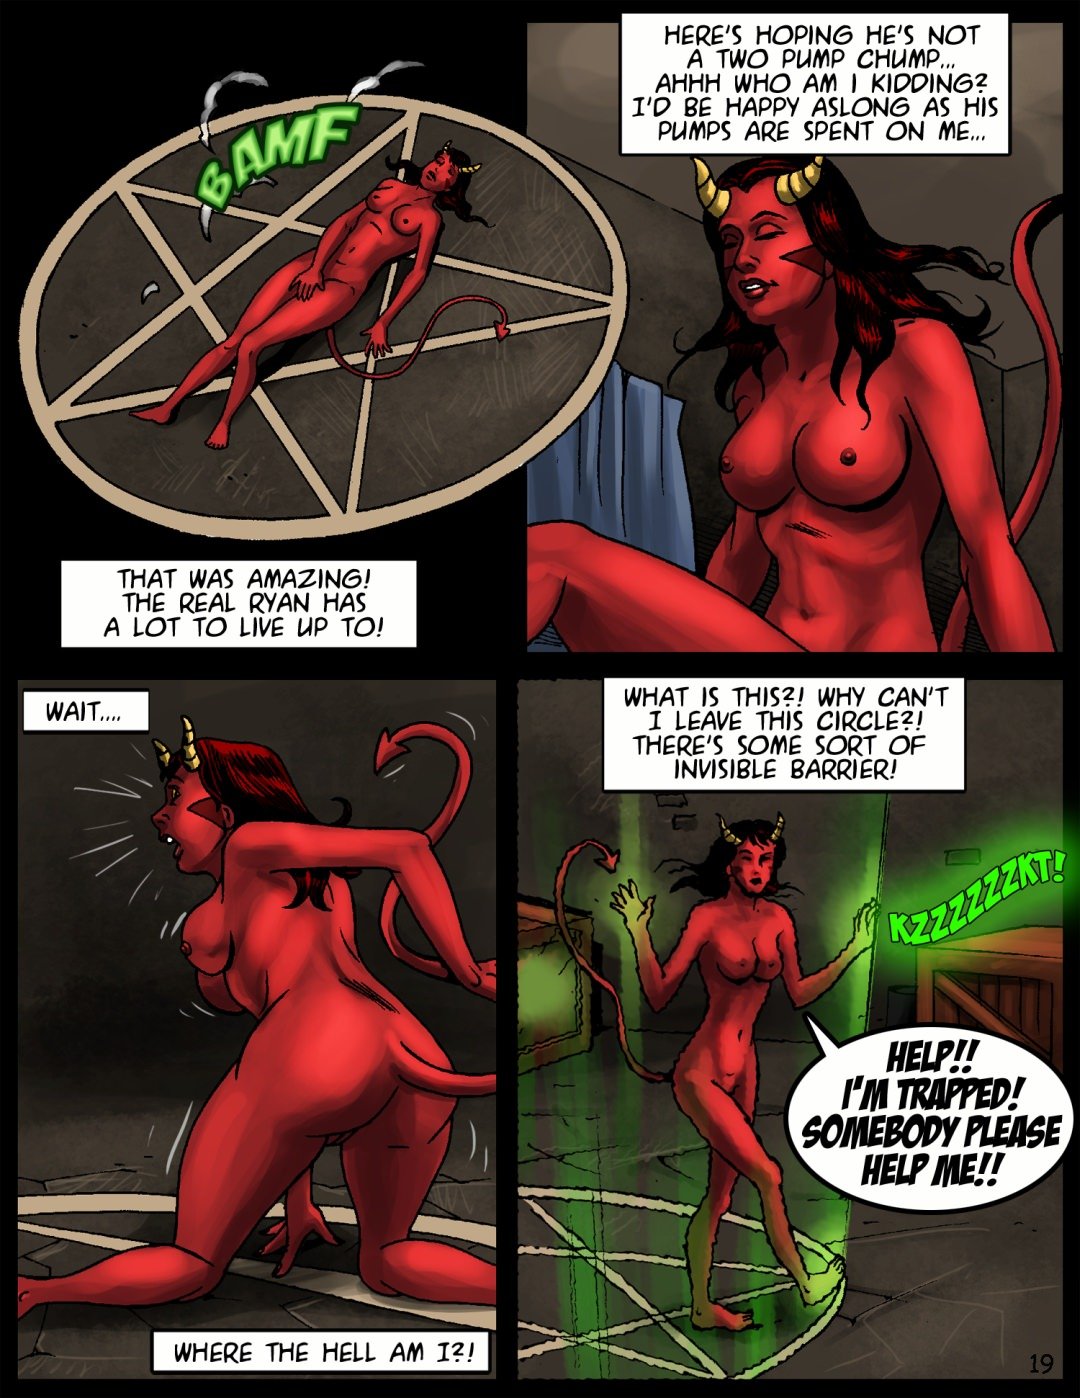 BAMF
THAT WAS AMAZING!
THE REAL RYAN HAS
A LOT TO LIVE UP TO!
HERE'S HOPING HE'S NOT
A TWO PUMP CHUMP...
AHHH WHO AM I KIDDING?
I'D BE HAPPY ASLONG AS HIS
PUMPS ARE SPENT ON ME...
WAIT....
WHERE THE HELL AM I?!
WHAT IS THIS?! WHY CAN'T
I LEAVE THIS CIRCLE?!
THERE'S SOME SORT OF
INVISIBLE BARRIER!
KZZZZZZKT!
HELP!!
I'M TRAPPED!
SOMEBODY PLEASE
HELP ME!!
19